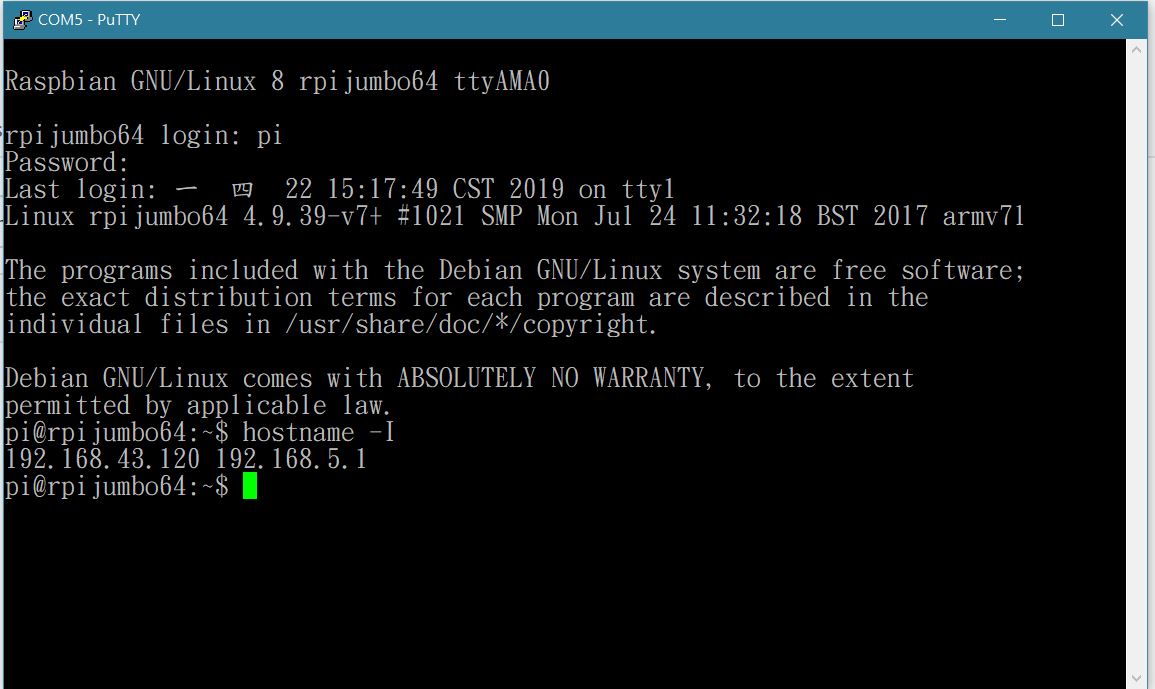 COM5 - PuTTY
Raspbian GNU/Linux 8 rpijumbo64 ttyAMA0
rpijumbo64 login: pi
Password:
Last login: 一  四  22 15:17:49 CST 2019 on tty1
Linux rpijumbo64 4.9.39-v7+ #1021 SMP Mon Jul 24 11:32:18 BST 2017 armv7l
The programs included with the Debian GNU/Linux system are free software;
the exact distribution terms for each program are described in the
individual files in /usr/share/doc/*/copyright.
Debian GNU/Linux comes with ABSOLUTELY NO WARRANTY, to the extent
permitted by applicable law.
pi@rpijumbo64:~$ hostname -I
192.168.43.120 192.168.5.1
pi@rpijumbo64:~$